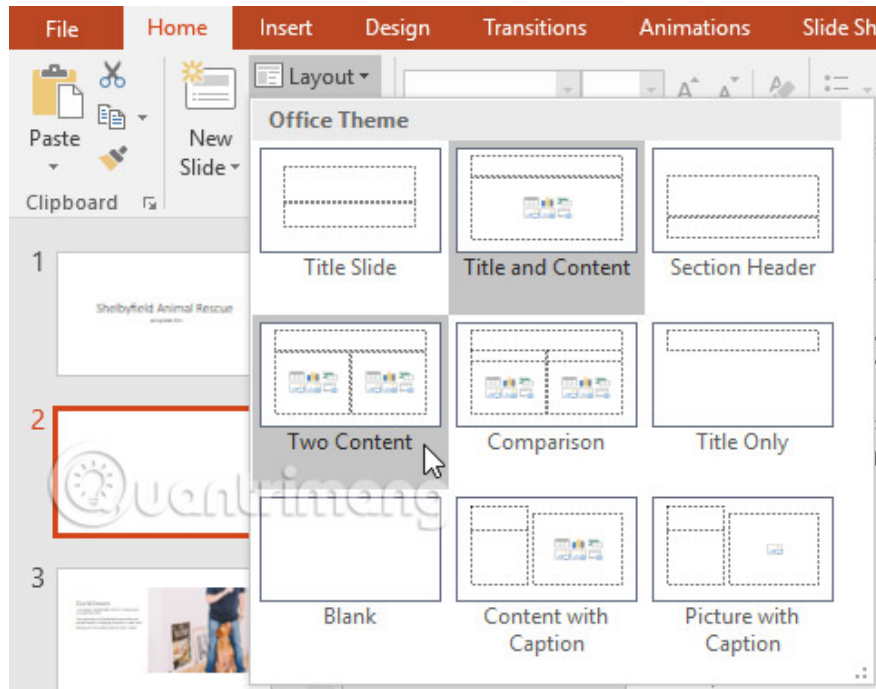 File Home Insert Design Transitions Animations Slide Sh
Layout
Paste
New
Slide
Clipboard
Office Theme
Title Slide Title and Content Section Header
Two Content Comparison Title Only
Blank Content with
Caption Picture with
Caption
1
Shelbyfield Animal Rescue
2
3
Quantrimang